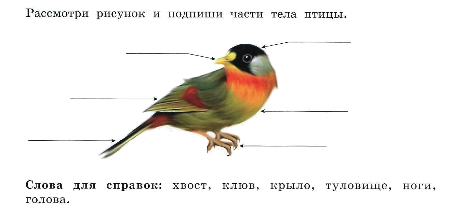 Рассмотри рисунок и подпиши части тела птицы.
Слова для справок: хвост, клюв, крыло, туловище, ноги,
голова.